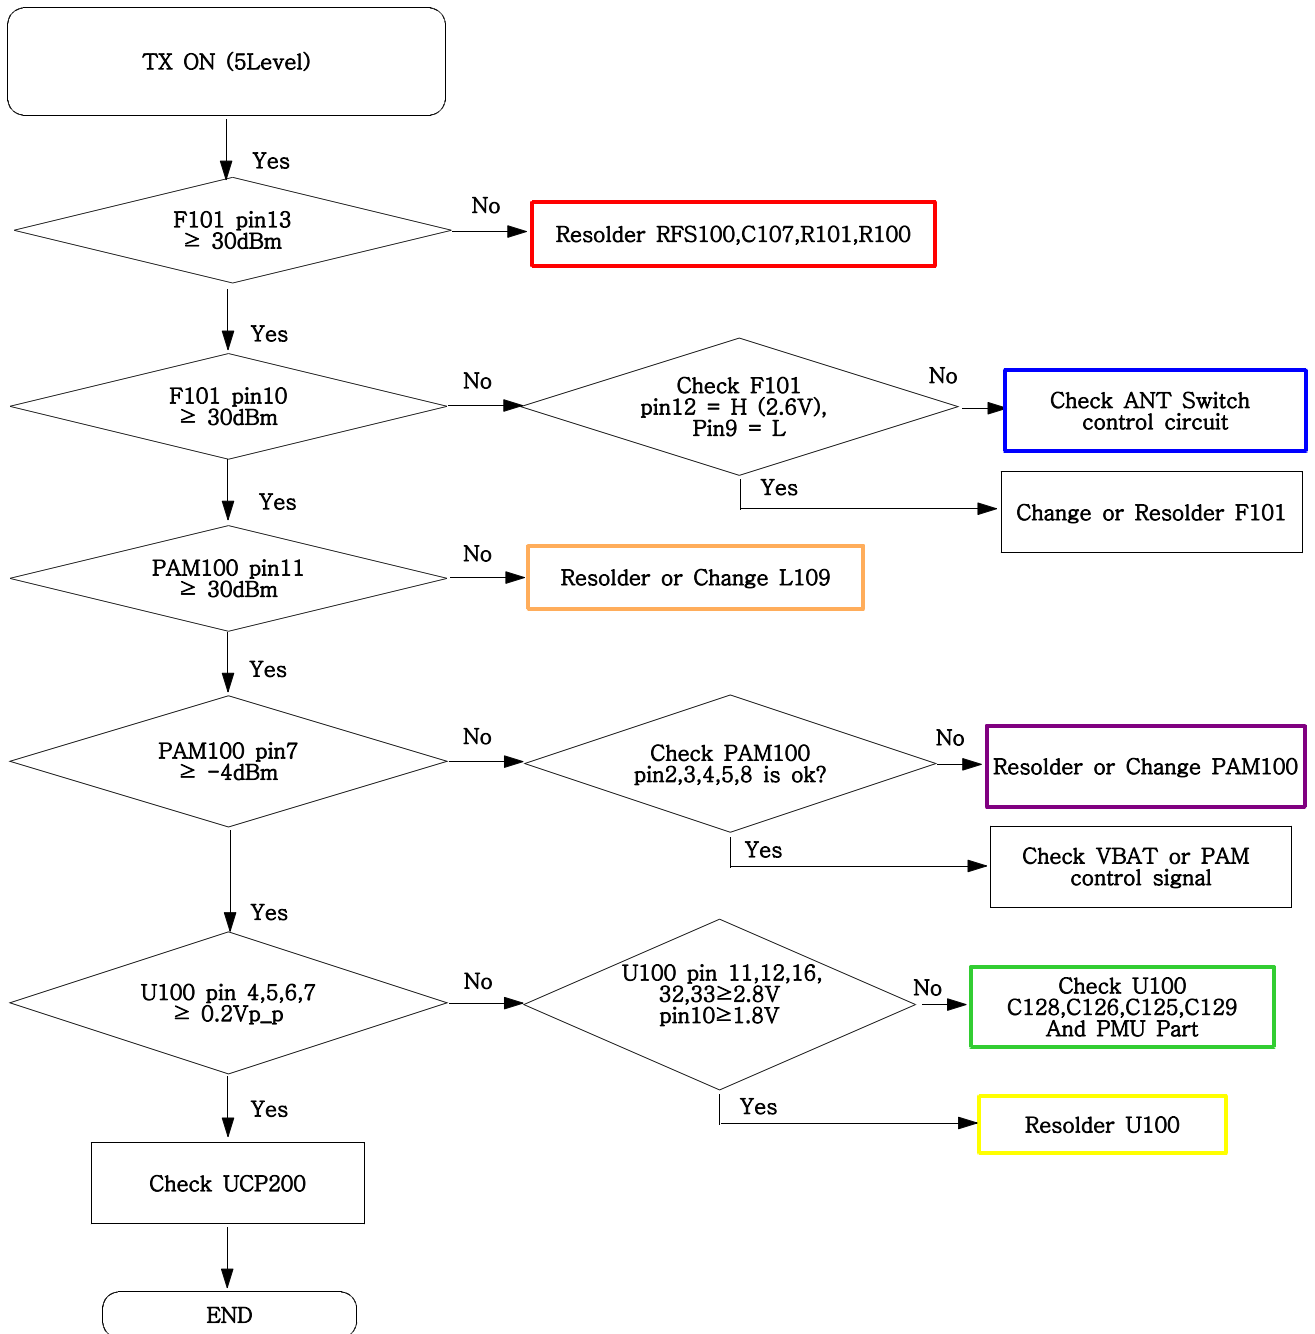 TX ON (5Level)
Yes
F101 pin13
≥ 30dBm
No
Resolder RFS100,C107,R101,R100
Yes
F101 pin10
≥ 30dBm
No
Check F101
pin12 = H (2.6V),
Pin9 = L
No
Check ANT Switch
control circuit
Yes
Change or Resolder F101
Yes
PAM100 pin11
≥ 30dBm
No
Resolder or Change L109
Yes
PAM100 pin7
≥ -4dBm
No
Check PAM100
pin2,3,4,5,8 is ok?
No
Resolder or Change PAM100
Yes
Check VBAT or PAM
control signal
Yes
U100 pin 4,5,6,7
≥ 0.2Vp_p
No
U100 pin 11,12,16,
32,33≥2.8V
pin10≥1.8V
No
Check U100
C128,C126,C125,C129
And PMU Part
Yes
Resolder U100
Yes
Check UCP200
END